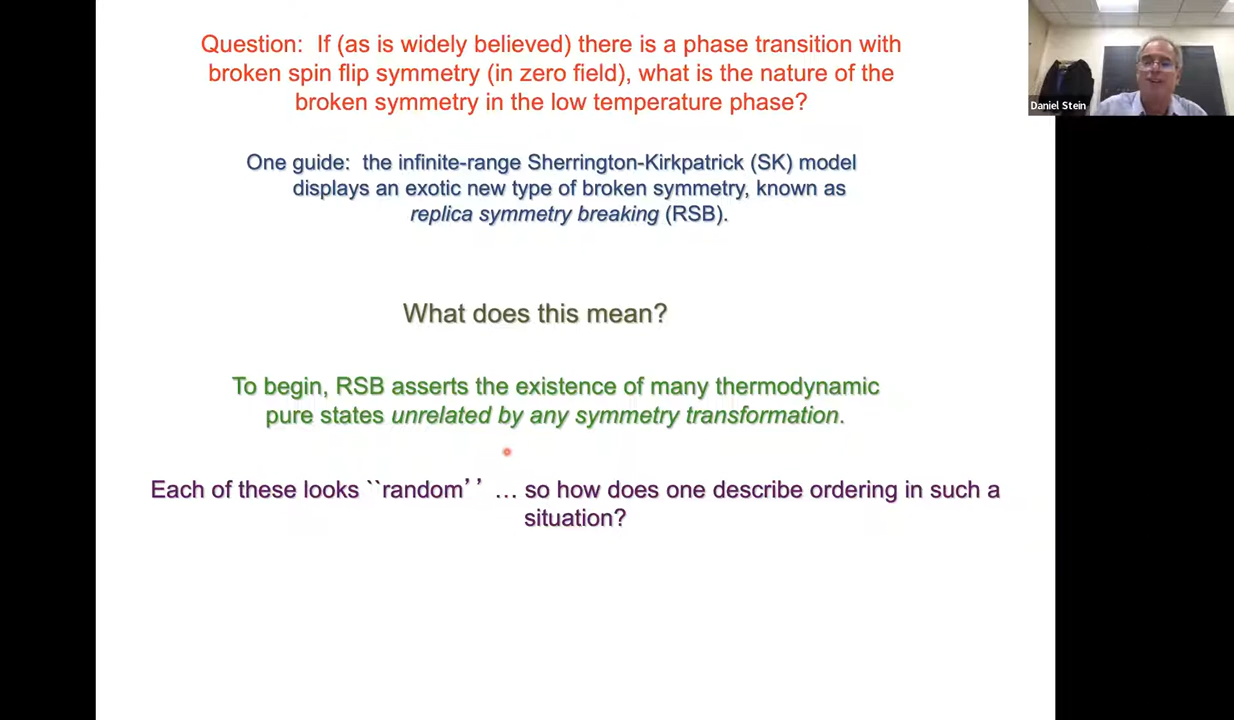 Question:  If (as is widely believed) there is a phase transition with
broken spin flip symmetry (in zero field), what is the nature of the
broken symmetry in the low temperature phase?
Daniel Stein
One guide:  the infinite-range Sherrington-Kirkpatrick (SK) model
displays an exotic new type of broken symmetry, known as
replica symmetry breaking (RSB).
What does this mean?
To begin, RSB asserts the existence of many thermodynamic
pure states unrelated by any symmetry transformation.
Each of these looks ``random’’ … so how does one describe ordering in such a
situation?